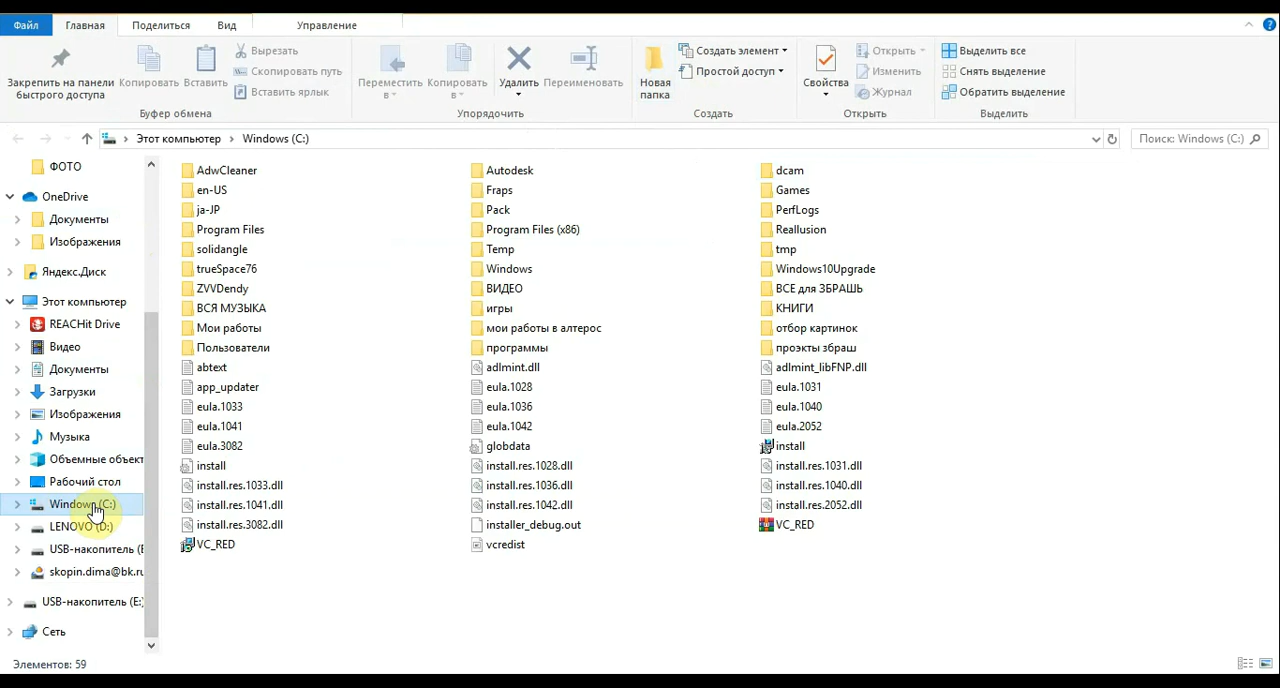 Файл
Главная
Поделиться
Вид
Управление
Закрепить на панели
быстрого доступа
Копировать
Вставить
Вырезать
Скопировать путь
Вставить ярлык
Буфер обмена
Переместить
в
Копировать
в
Удалить
Переименовать
Упорядочить
Новая
папка
Создать элемент
Простой доступ
Создать
Свойства
Открыть
Изменить
Журнал
Открыть
Выделить все
Снять выделение
Обратить выделение
Выделить
Этот компьютер > Windows (C:)
Поиск: Windows (C:)
ФОТО
OneDrive
Документы
Изображения
Яндекс.Диск
Этот компьютер
REACHit Drive
Видео
Документы
Загрузки
Изображения
Музыка
Объемные объект
Рабочий стол
Windows (C:)
LENOVO (D:)
USB-накопитель (E
skopin.dima@bk.ru
USB-накопитель (E:)
Сеть
AdwCleaner Autodesk dcam
en-US Fraps Games
ja-JP Pack PerfLogs
Program Files Program Files (x86) Reallusion
solidangle Temp tmp
trueSpace76 Windows Windows10Upgrade
ZVVDendy ВИДЕО ВСЕ для ЗБРАШЬ
ВСЯ МУЗЫКА игры КНИГИ
Мои работы мои работы в алтерос отбор картинок
Пользователи программы проэкты збраш
abtext adlmint.dll adlmint_libFNP.dll
app_updater eula.1028 eula.1031
eula.1033 eula.1036 eula.1040
eula.1041 eula.1042 eula.2052
eula.3082 globdata install
install install.res.1028.dll install.res.1031.dll
install.res.1033.dll install.res.1036.dll install.res.1040.dll
install.res.1041.dll install.res.1042.dll install.res.2052.dll
install.res.3082.dll installer_debug.out VC_RED
VC_RED vcredist
Элементов: 59